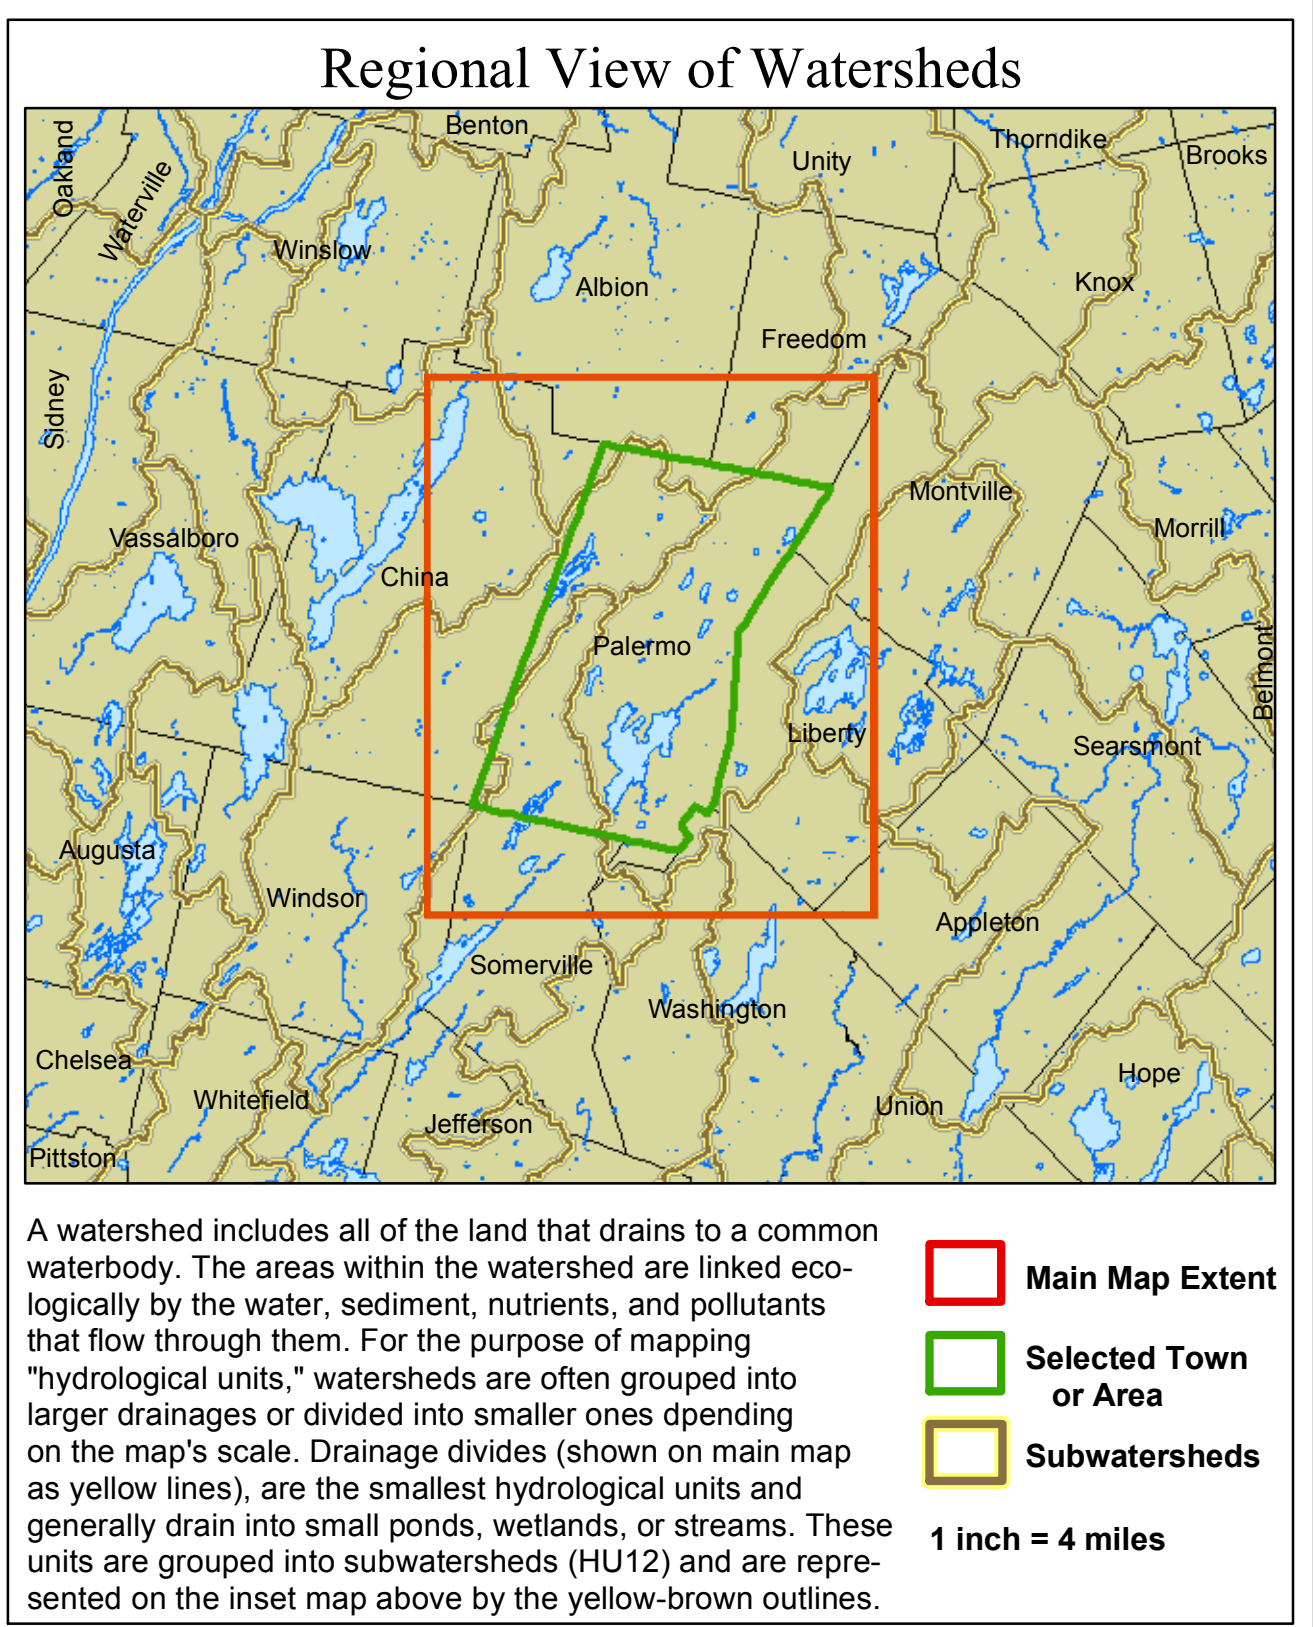 Regional View of Watersheds
Benton
Thorndike
Oakland
Unity
Brooks
Waterville
Winslow
Albion
Knox
Freedom
Sidney
Montville
Vassalboro
Morrill
China
Palermo
Belmont
Liberty
Searsmont
Augusta
Windsor
Appleton
Somerville
Washington
Chelsea
Hope
Whitefield
Union
Jefferson
Pittston
A watershed includes all of the land that drains to a common
waterbody. The areas within the watershed are linked eco-
logically by the water, sediment, nutrients, and pollutants
that flow through them. For the purpose of mapping
"hydrological units," watersheds are often grouped into
larger drainages or divided into smaller ones dpending
on the map's scale. Drainage divides (shown on main map
as yellow lines), are the smallest hydrological units and
generally drain into small ponds, wetlands, or streams. These
units are grouped into subwatersheds (HU12) and are repre-
sented on the inset map above by the yellow-brown outlines.
Main Map Extent
Selected Town
or Area
Subwatersheds
1 inch = 4 miles